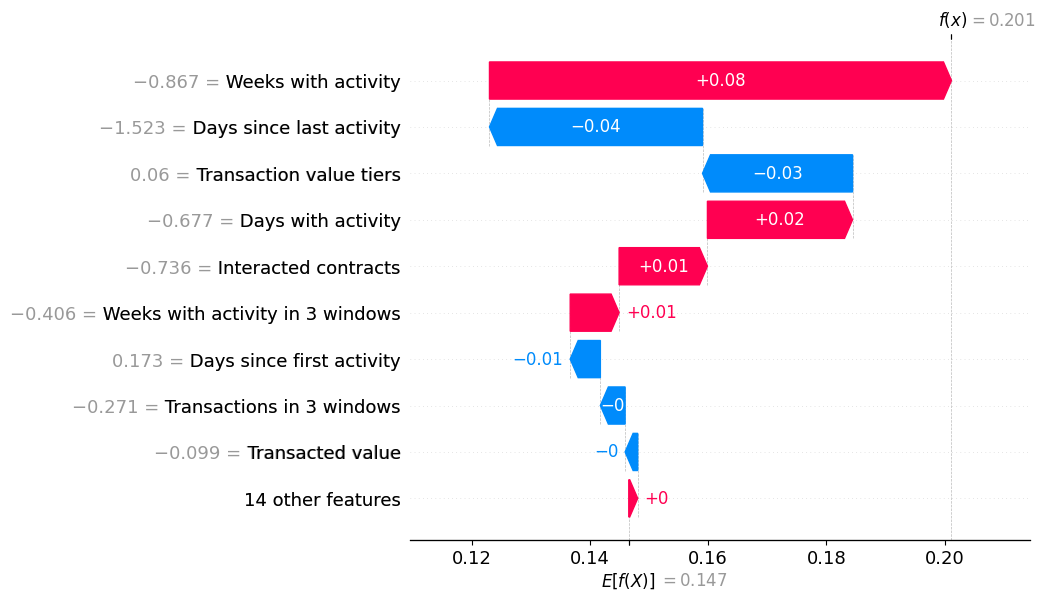 f(x) = 0.201
−0.867 = Weeks with activity
+0.08
−1.523 = Days since last activity
−0.04
0.06 = Transaction value tiers
−0.03
−0.677 = Days with activity
+0.02
−0.736 = Interacted contracts
+0.01
−0.406 = Weeks with activity in 3 windows
+0.01
0.173 = Days since first activity
−0.01
−0.271 = Transactions in 3 windows
−0
−0.099 = Transacted value
−0
14 other features
+0
0.12 0.14 0.16 0.18 0.20
E[f(X)] = 0.147